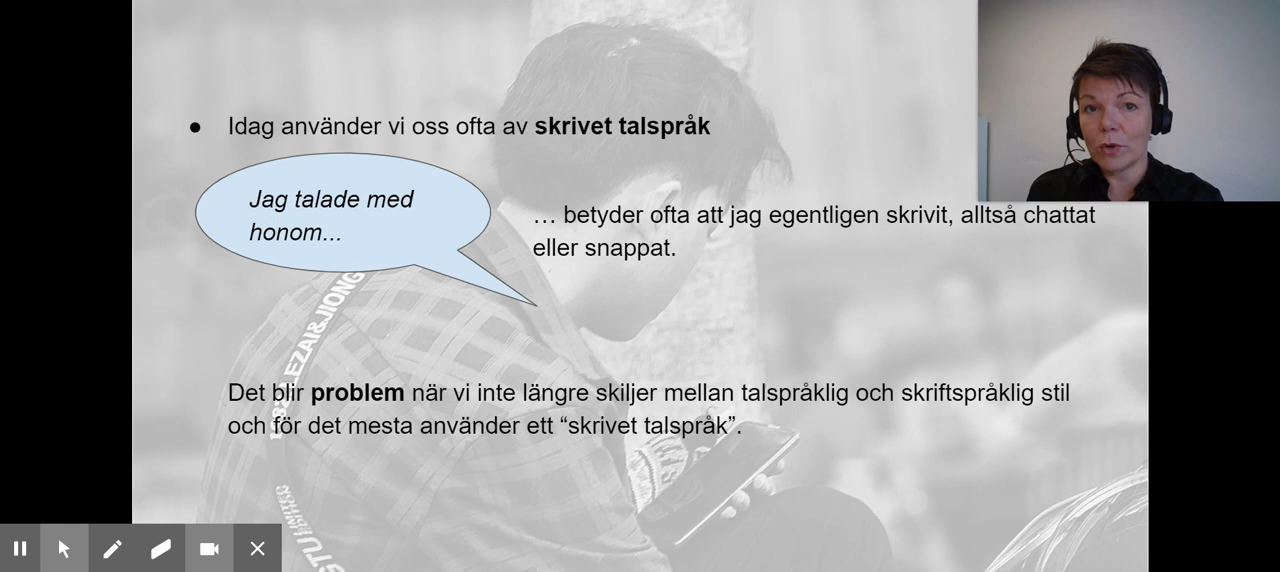 ● Idag använder vi oss ofta av skrivet talspråk
Jag talade med
honom...
… betyder ofta att jag egentligen skrivit, alltså chattat
eller snappat.
Det blir problem när vi inte längre skiljer mellan talspråklig och skriftspråklig stil
och för det mesta använder ett “skrivet talspråk”.